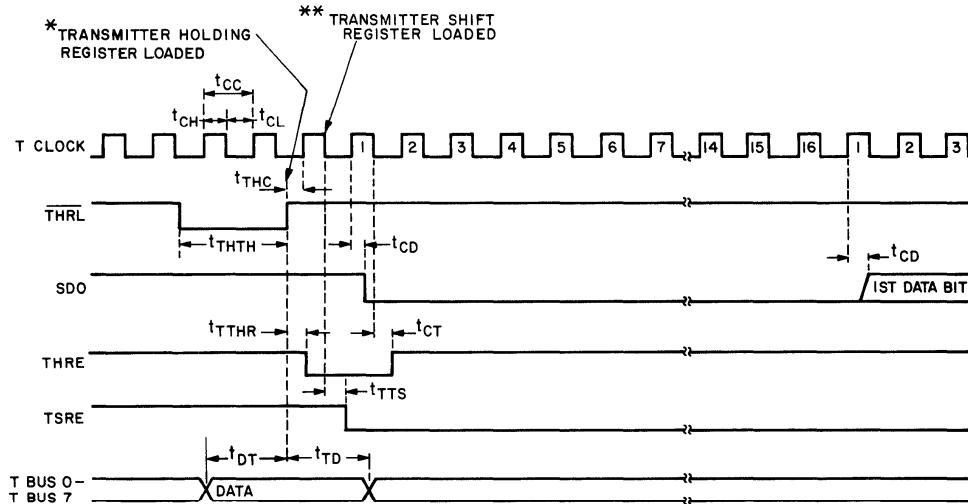 * TRANSMITTER HOLDING
REGISTER LOADED
** TRANSMITTER SHIFT
REGISTER LOADED
tCC
tCH
tCL
T CLOCK
1 2 3 4 5 6 7 14 15 16 1 2 3
tTHC
THRL
tTHTH
tCD
tCD
SDO
1ST DATA BIT
tTTHR
tCT
THRE
tTTS
TSRE
tDT
tTD
T BUS 0-
T BUS 7
DATA